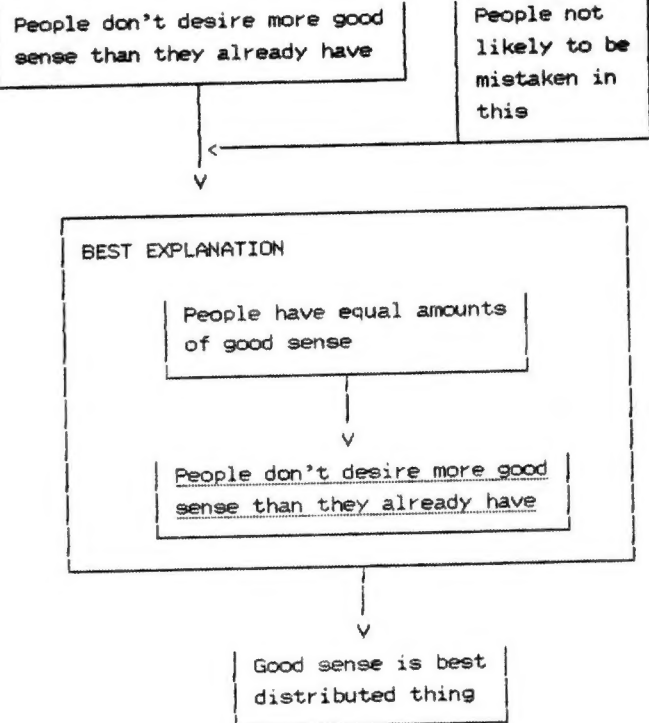 People don't desire more good
sense than they already have
People not
likely to be
mistaken in
this
BEST EXPLANATION
People have equal amounts
of good sense
People don't desire more good
sense than they already have
Good sense is best
distributed thing